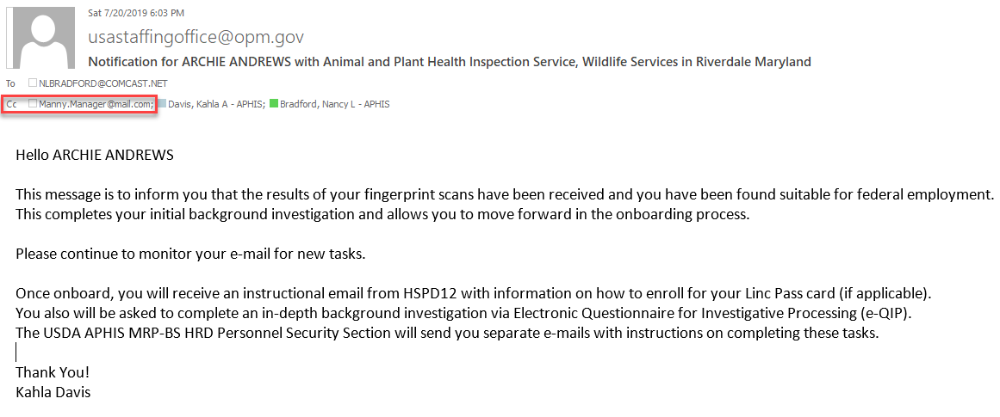 Sat 7/20/2019 6:03 PM
usastaffingoffice@opm.gov
Notification for ARCHIE ANDREWS with Animal and Plant Health Inspection Service, Wildlife Services in Riverdale Maryland
To NLBRADFORD@COMCAST.NET
Cc Manny.Manager@mail.com; Davis, Kahla A - APHIS; Bradford, Nancy L - APHIS
Hello ARCHIE ANDREWS
This message is to inform you that the results of your fingerprint scans have been received and you have been found suitable for federal employment.
This completes your initial background investigation and allows you to move forward in the onboarding process.
Please continue to monitor your e-mail for new tasks.
Once onboard, you will receive an instructional email from HSPD12 with information on how to enroll for your Linc Pass card (if applicable).
You also will be asked to complete an in-depth background investigation via Electronic Questionnaire for Investigative Processing (e-QIP).
The USDA APHIS MRP-BS HRD Personnel Security Section will send you separate e-mails with instructions on completing these tasks.
Thank You!
Kahla Davis